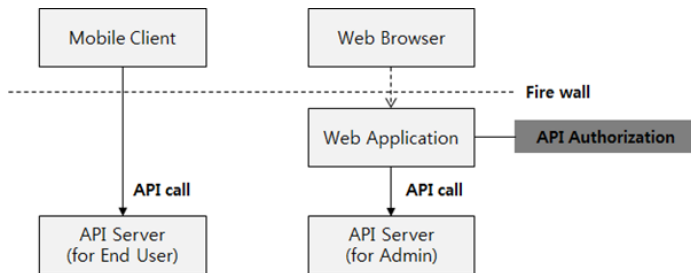 Mobile Client
Web Browser
Fire wall
Web Application
API Authorization
API call
API call
API Server
(for End User)
API Server
(for Admin)